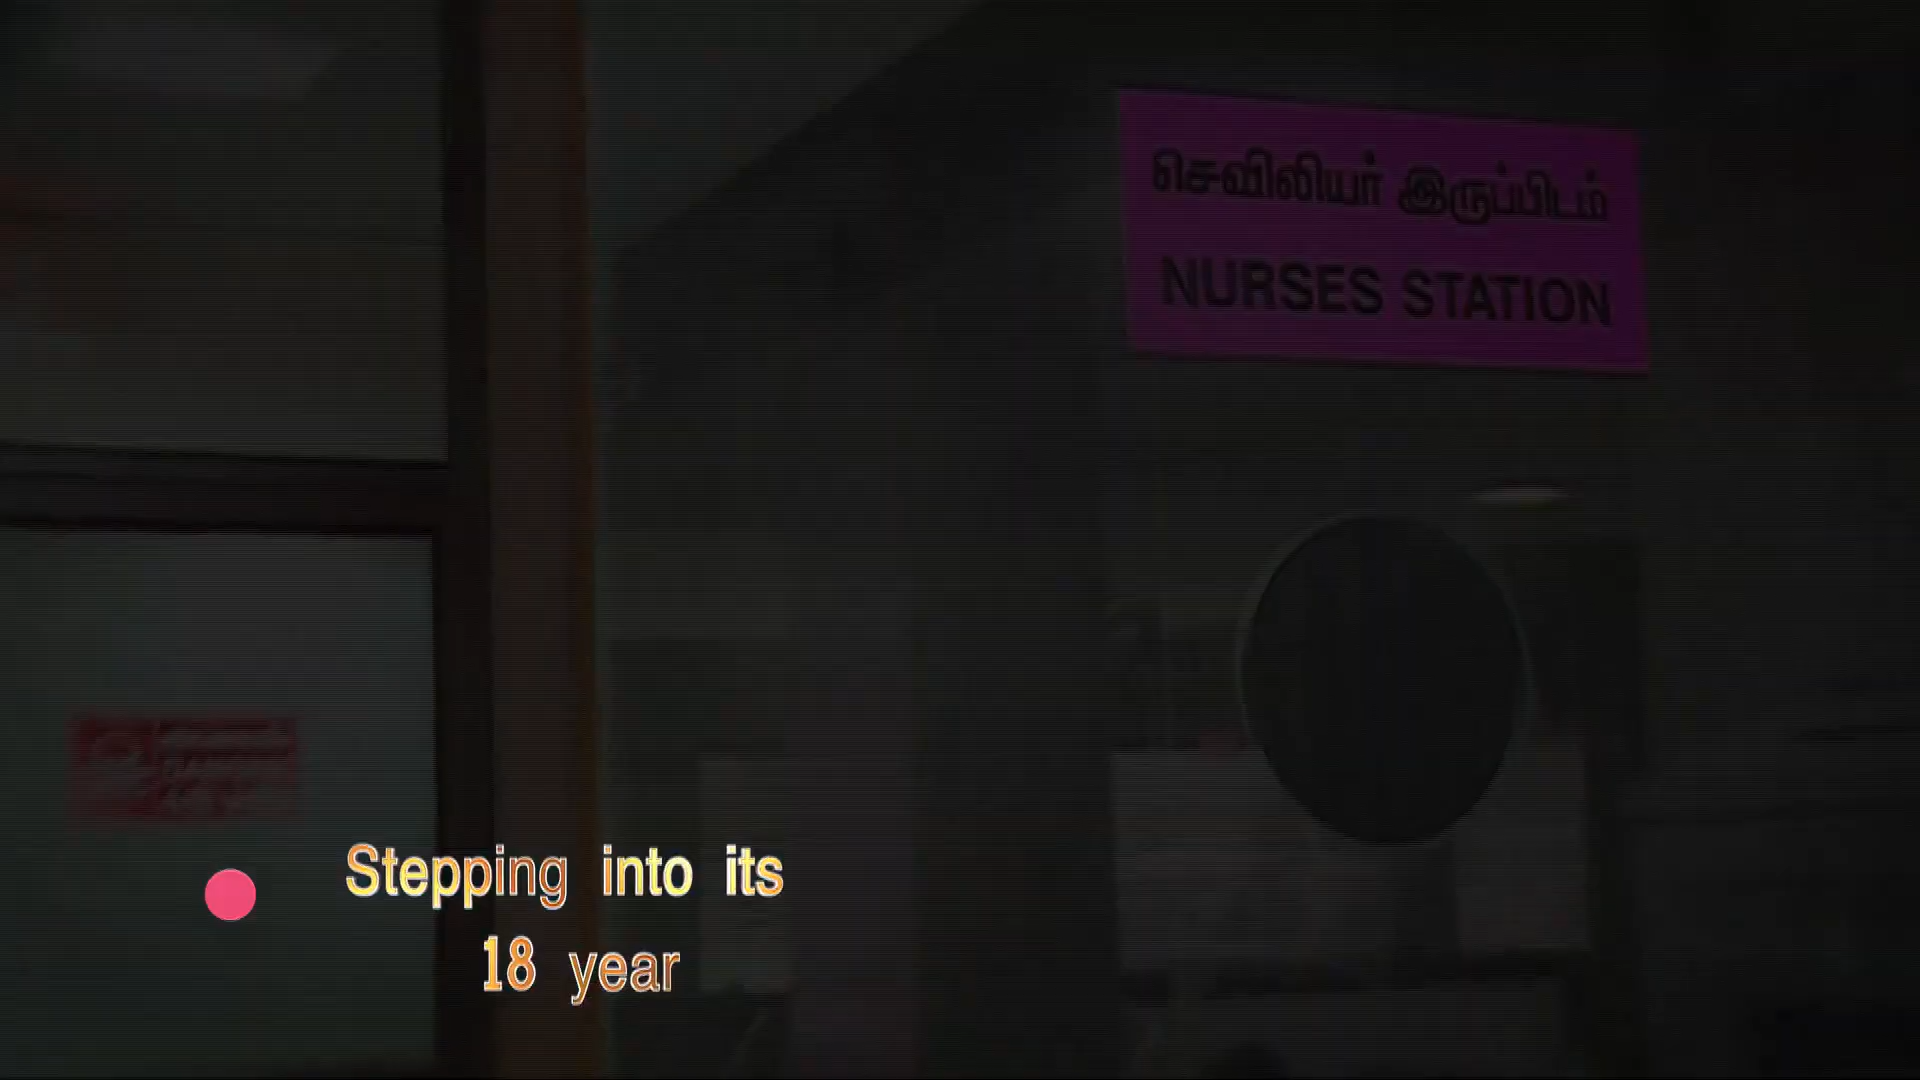 செவிலியர் இருப்பிடம்
NURSES STATION
Stepping into its
18 year